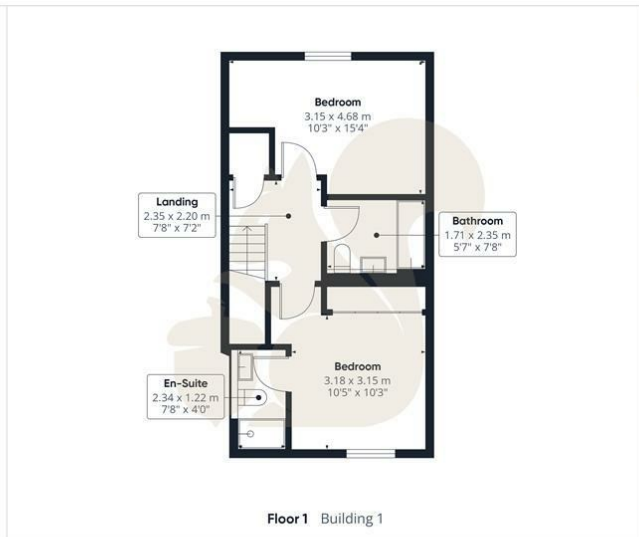 Bedroom
3.15 x 4.68 m
10'3" x 15'4"
Landing
2.35 x 2.20 m
7'8" x 7'2"
Bathroom
1.71 x 2.35 m
5'7" x 7'8"
Bedroom
3.18 x 3.15 m
10'5" x 10'3"
En-Suite
2.34 x 1.22 m
7'8" x 4'0"
Floor 1 Building 1